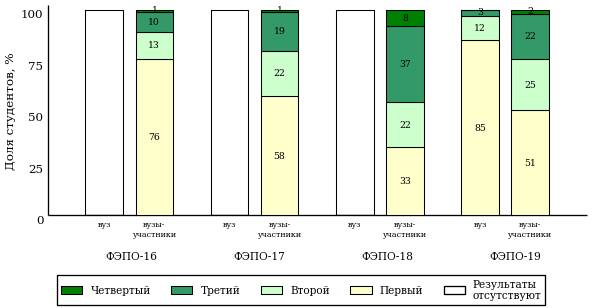 Доля студентов, %
100
75
50
25
0
1
10
13
76
1
19
22
58
8
37
22
33
3
12
85
2
22
25
51
вуз
вузы-
участники
вуз
вузы-
участники
вуз
вузы-
участники
вуз
вузы-
участники
ФЭПО-16
ФЭПО-17
ФЭПО-18
ФЭПО-19
Четвертый
Третий
Второй
Первый
Результаты
отсутствуют